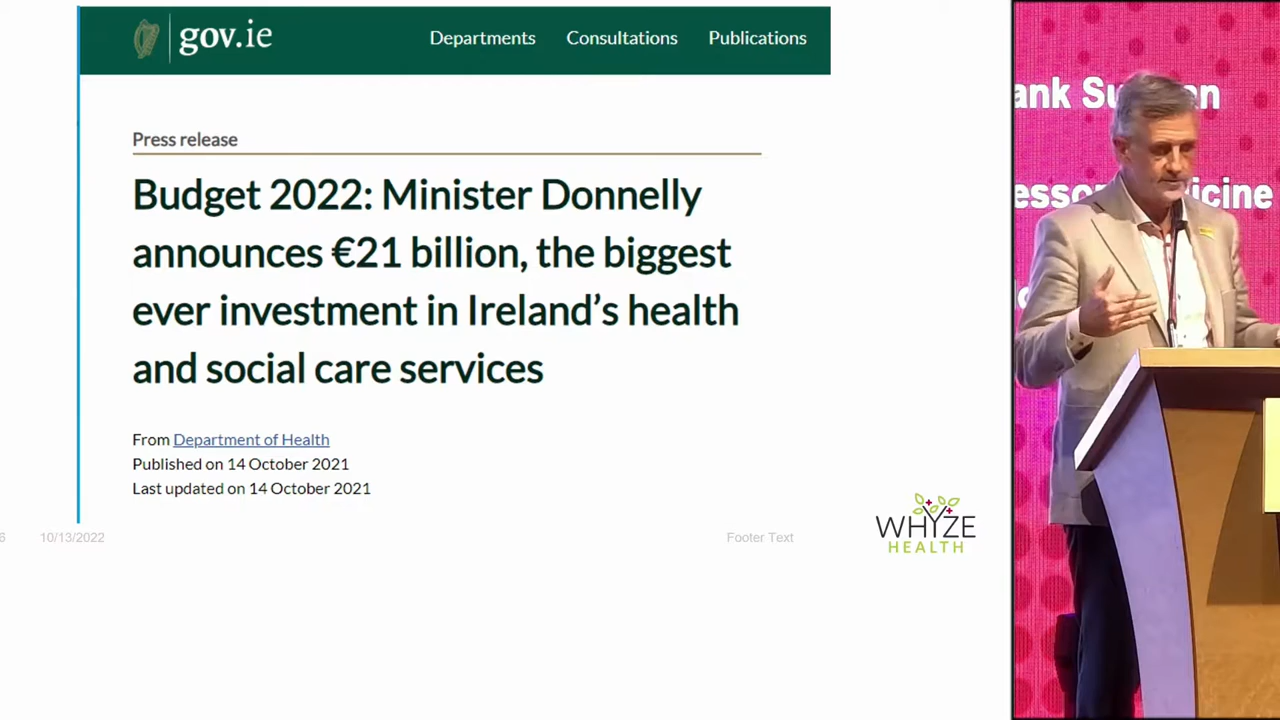 gov.ie
Departments Consultations Publications
Press release
Budget 2022: Minister Donnelly
announces €21 billion, the biggest
ever investment in Ireland’s health
and social care services
From Department of Health
Published on 14 October 2021
Last updated on 14 October 2021
6 10/13/2022 Footer Text
WHYZE
HEALTH